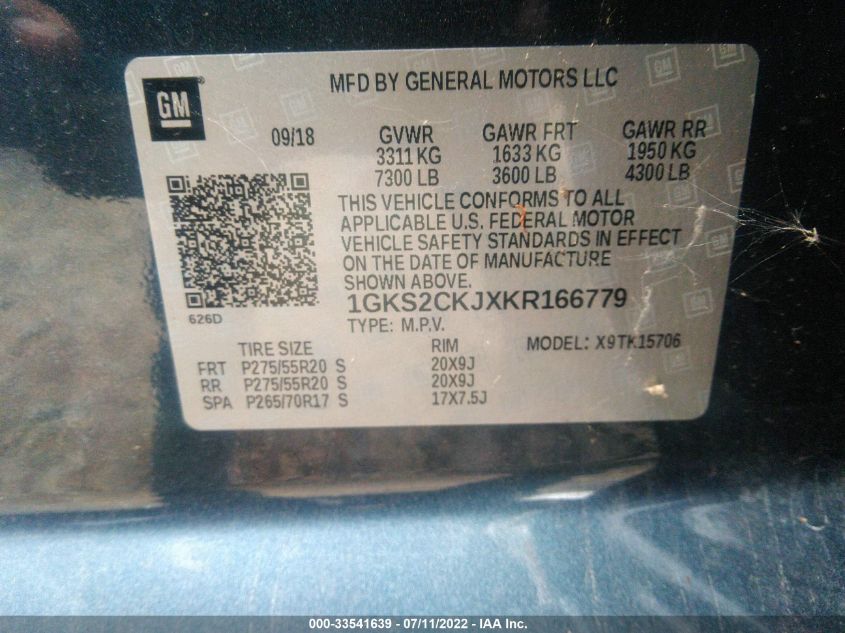 MFD BY GENERAL MOTORS LLC
GM
09/18 GVWR GAWR FRT GAWR RR
3311 KG 1633 KG 1950 KG
7300 LB 3600 LB 4300 LB
THIS VEHICLE CONFORMS TO ALL
APPLICABLE U.S. FEDERAL MOTOR
VEHICLE SAFETY STANDARDS IN EFFECT
ON THE DATE OF MANUFACTURE
SHOWN ABOVE.
626D
1GKS2CKJXKR166779
TYPE: M.P.V. MODEL: X9TK15706
TIRE SIZE RIM
FRT P275/55R20 S 20X9J
RR P275/55R20 S 20X9J
SPA P265/70R17 S 17X7.5J
000-33541639 - 07/11/2022 - IAA Inc.